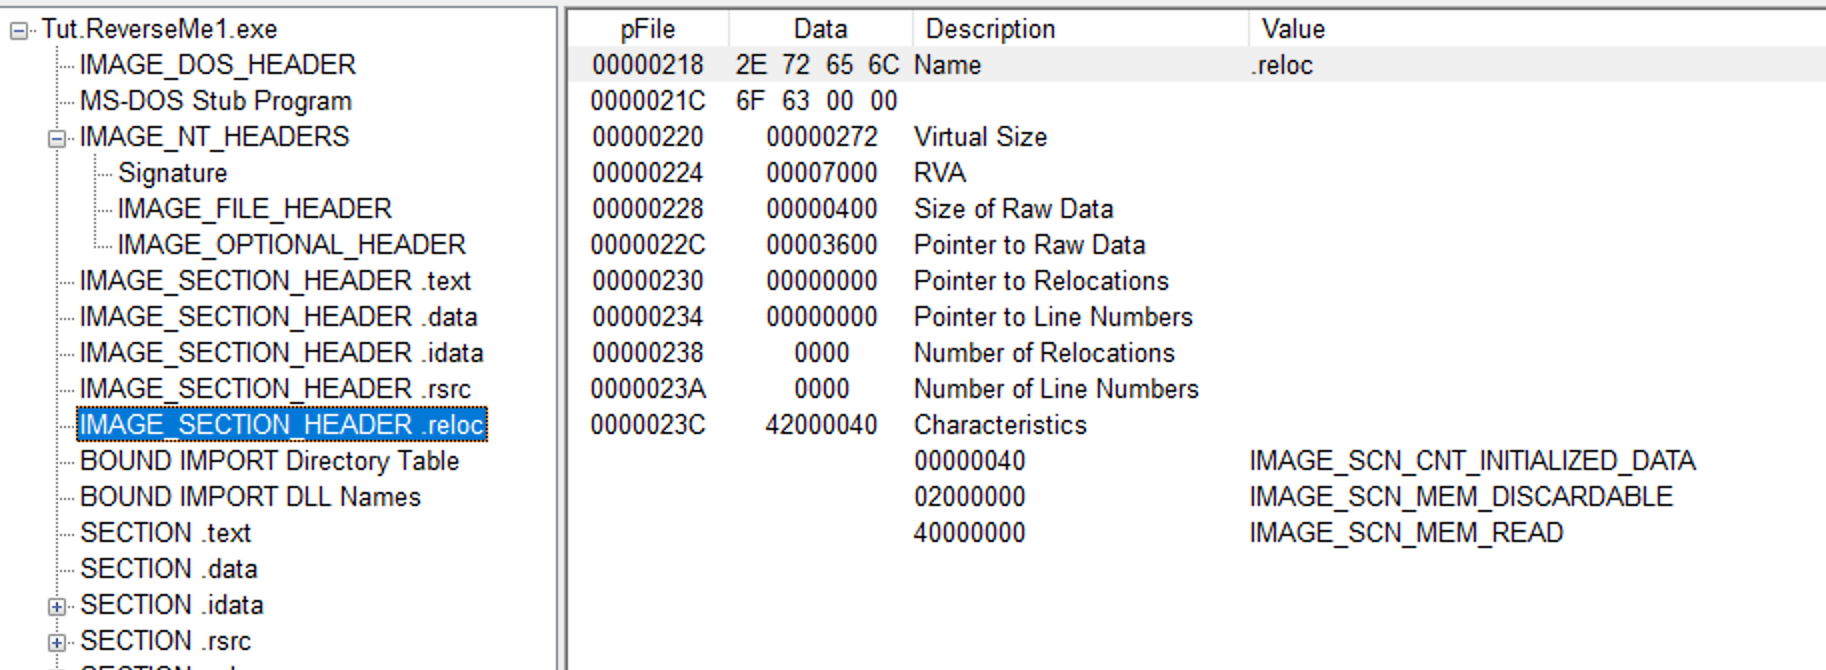 Tut.ReverseMe1.exe
IMAGE_DOS_HEADER
MS-DOS Stub Program
IMAGE_NT_HEADERS
Signature
IMAGE_FILE_HEADER
IMAGE_OPTIONAL_HEADER
IMAGE_SECTION_HEADER .text
IMAGE_SECTION_HEADER .data
IMAGE_SECTION_HEADER .idata
IMAGE_SECTION_HEADER .rsrc
IMAGE_SECTION_HEADER .reloc
BOUND IMPORT Directory Table
BOUND IMPORT DLL Names
SECTION .text
SECTION .data
SECTION .idata
SECTION .rsrc
pFile Data Description Value
00000218 2E 72 65 6C Name .reloc
0000021C 6F 63 00 00
00000220 00000272 Virtual Size
00000224 00007000 RVA
00000228 00000400 Size of Raw Data
0000022C 00003600 Pointer to Raw Data
00000230 00000000 Pointer to Relocations
00000234 00000000 Pointer to Line Numbers
00000238 0000 Number of Relocations
0000023A 0000 Number of Line Numbers
0000023C 42000040 Characteristics
00000040 IMAGE_SCN_CNT_INITIALIZED_DATA
02000000 IMAGE_SCN_MEM_DISCARDABLE
40000000 IMAGE_SCN_MEM_READ